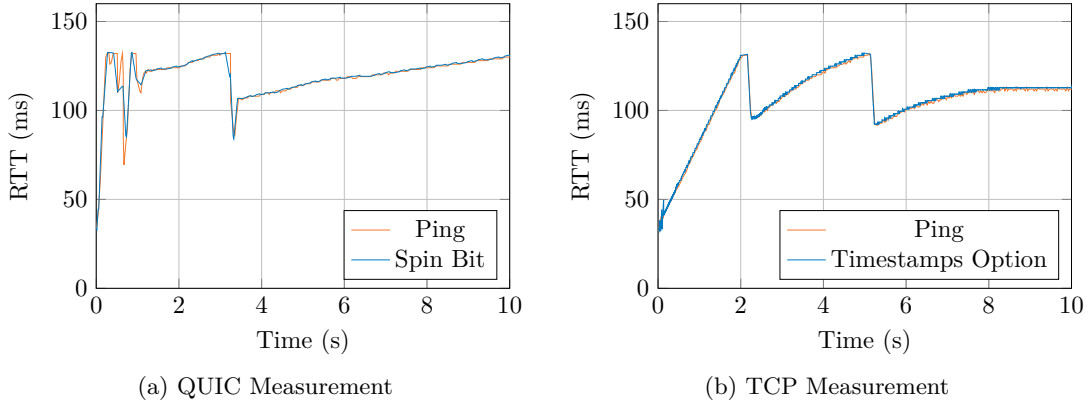 150
100
50
0
RTT (ms)
Ping
Spin Bit
0 2 4 6 8 10
Time (s)
(a) QUIC Measurement
150
100
50
0
RTT (ms)
Ping
Timestamps Option
0 2 4 6 8 10
Time (s)
(b) TCP Measurement